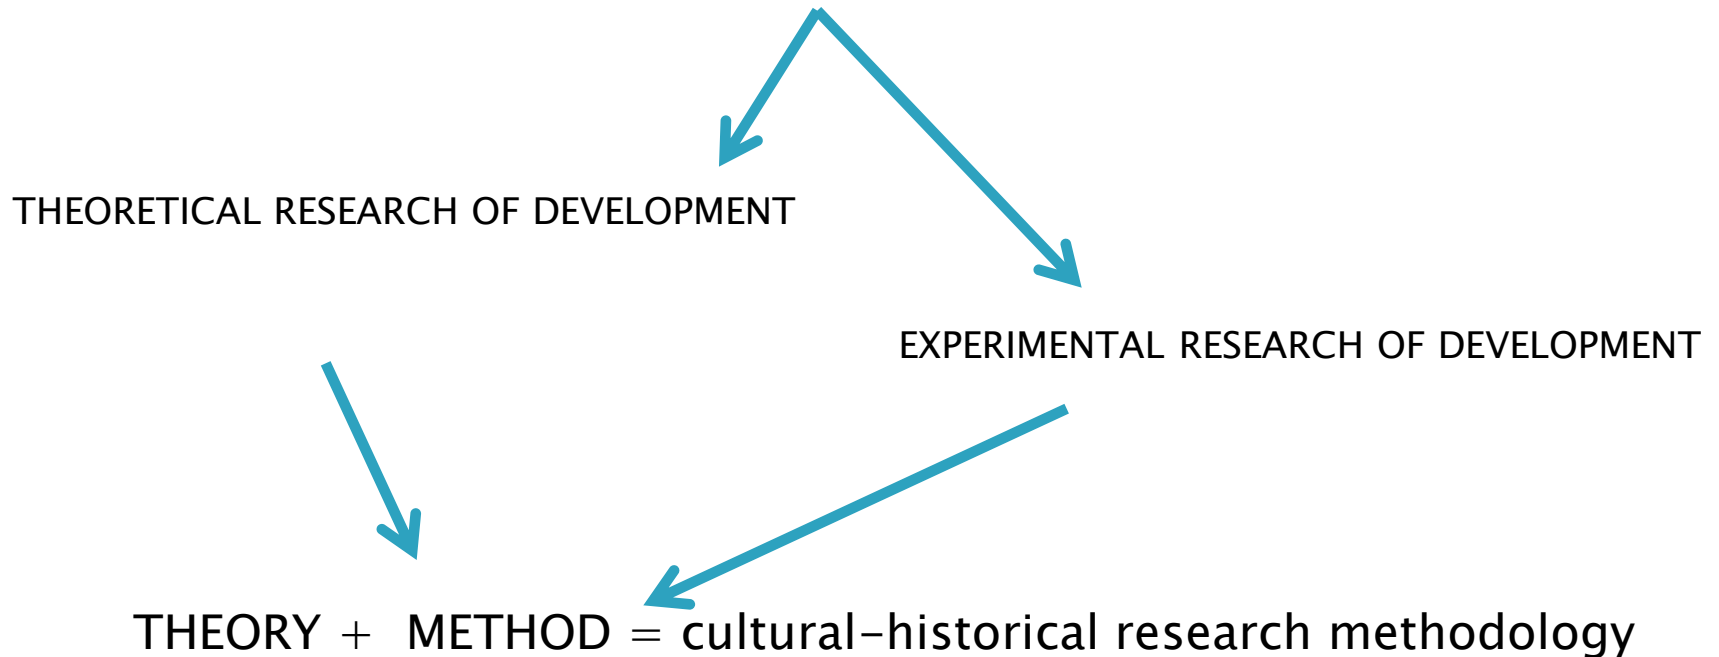 THEORETICAL RESEARCH OF DEVELOPMENT
EXPERIMENTAL RESEARCH OF DEVELOPMENT
THEORY + METHOD = cultural-historical research methodology